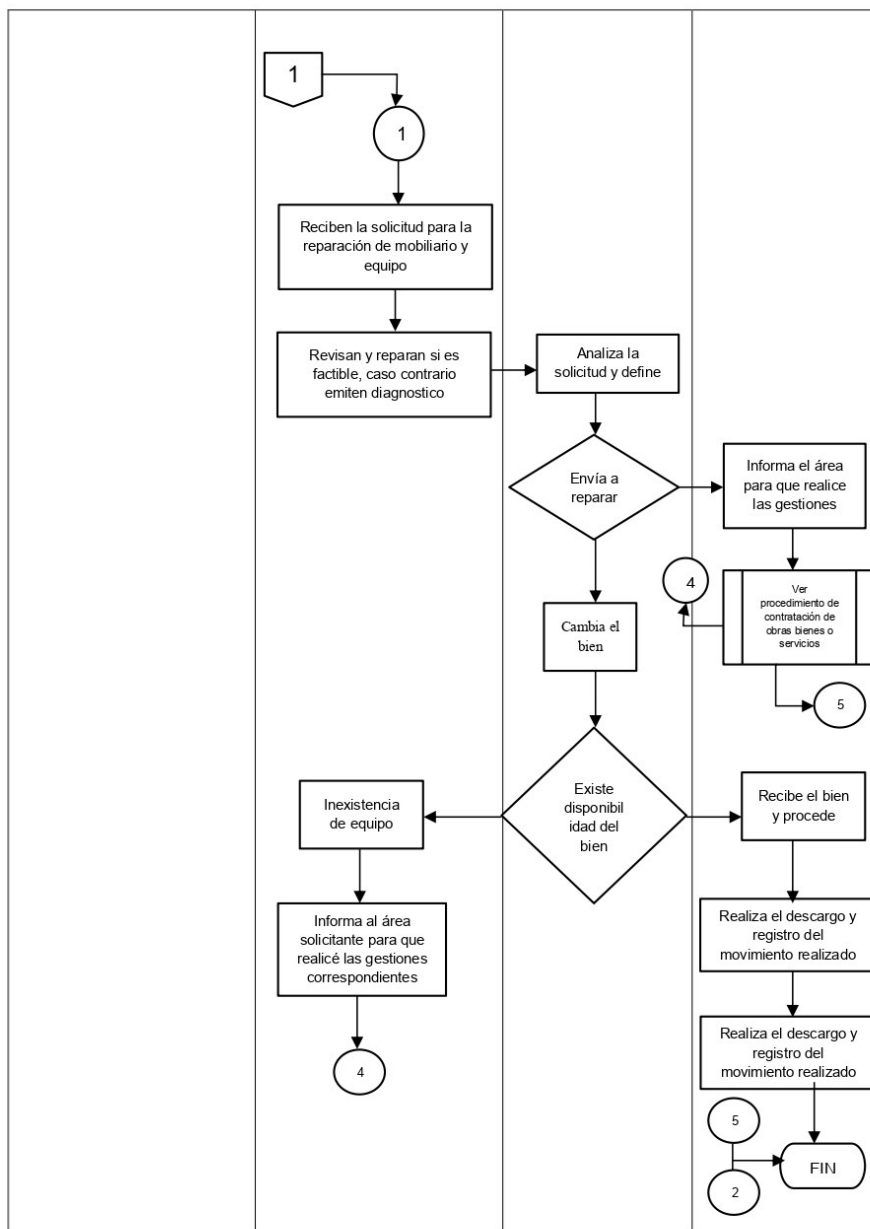 1
1
Reciben la solicitud para la
reparación de mobiliario y
equipo
Revisan y reparan si es
factible, caso contrario
emiten diagnostico
Analiza la
solicitud y define
Envía a
reparar
Informa el área
para que realice
las gestiones
4
Ver
procedimiento de
contratación de
obras bienes o
servicios
5
Cambia el
bien
Existe
disponibil
idad del
bien
Inexistencia
de equipo
Recibe el bien
y procede
Informa al área
solicitante para que
realicé las gestiones
correspondientes
4
Realiza el descargo y
registro del
movimiento realizado
Realiza el descargo y
registro del
movimiento realizado
5
2
FIN